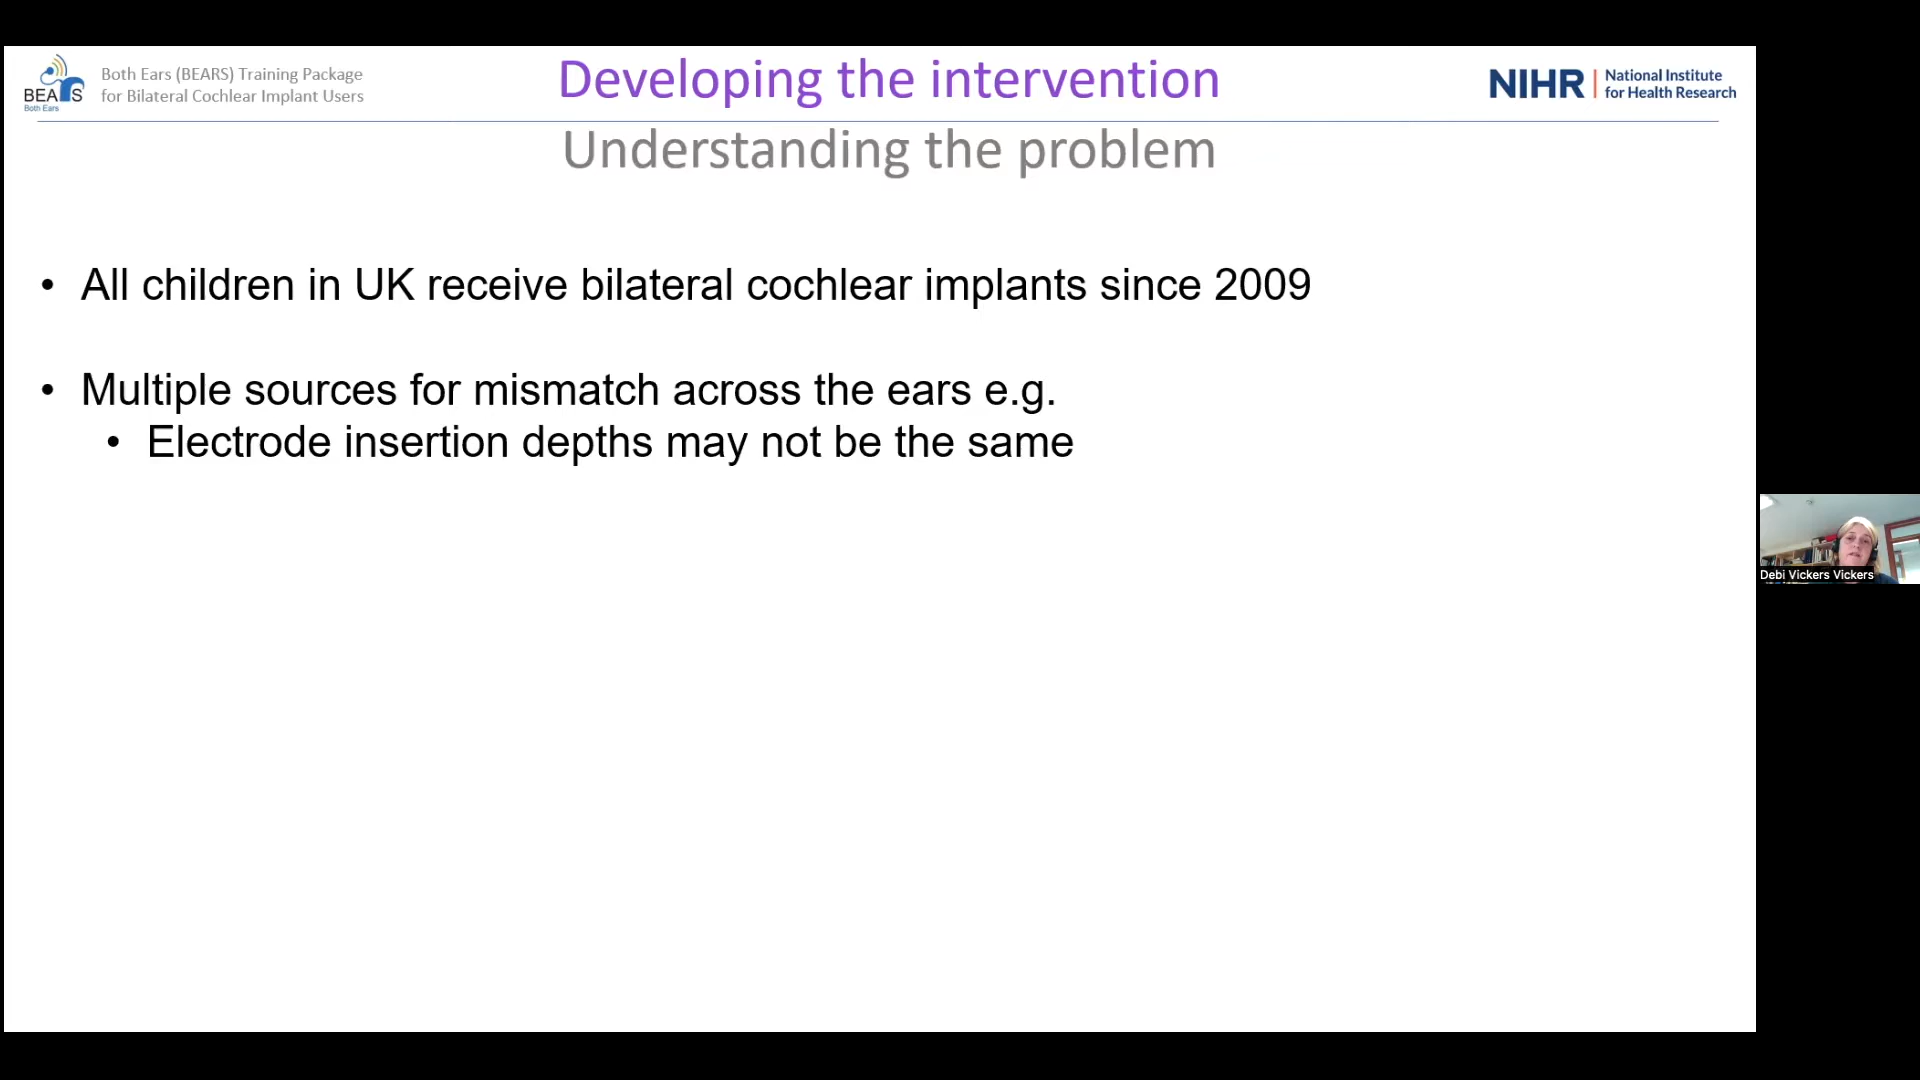 BEARS
Both Ears
Both Ears (BEARS) Training Package
for Bilateral Cochlear Implant Users
Developing the intervention
NIHR | National Institute
for Health Research
Understanding the problem
• All children in UK receive bilateral cochlear implants since 2009
• Multiple sources for mismatch across the ears e.g.
• Electrode insertion depths may not be the same
Debi Vickers Vickers